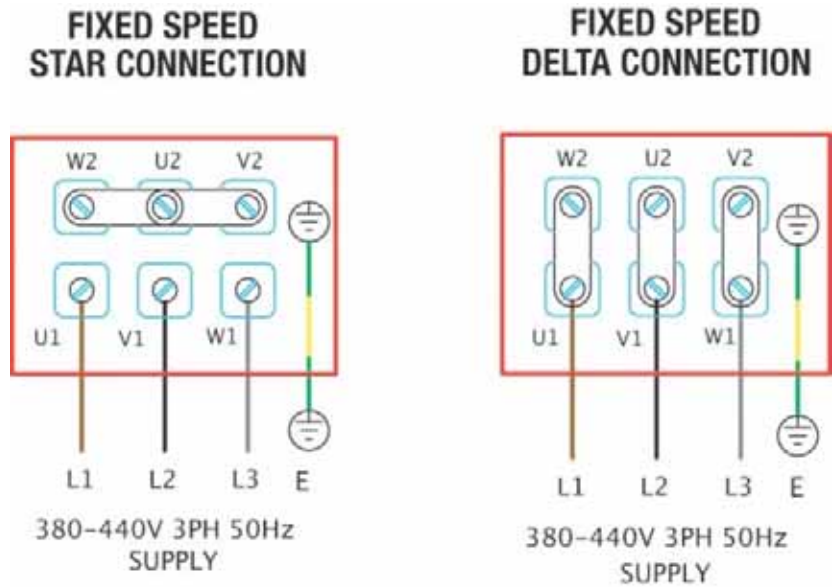 FIXED SPEED
STAR CONNECTION
W2 U2 V2
U1 V1 W1
L1 L2 L3 E
380-440V 3PH 50Hz
SUPPLY
FIXED SPEED
DELTA CONNECTION
W2 U2 V2
U1 V1 W1
L1 L2 L3 E
380-440V 3PH 50Hz
SUPPLY